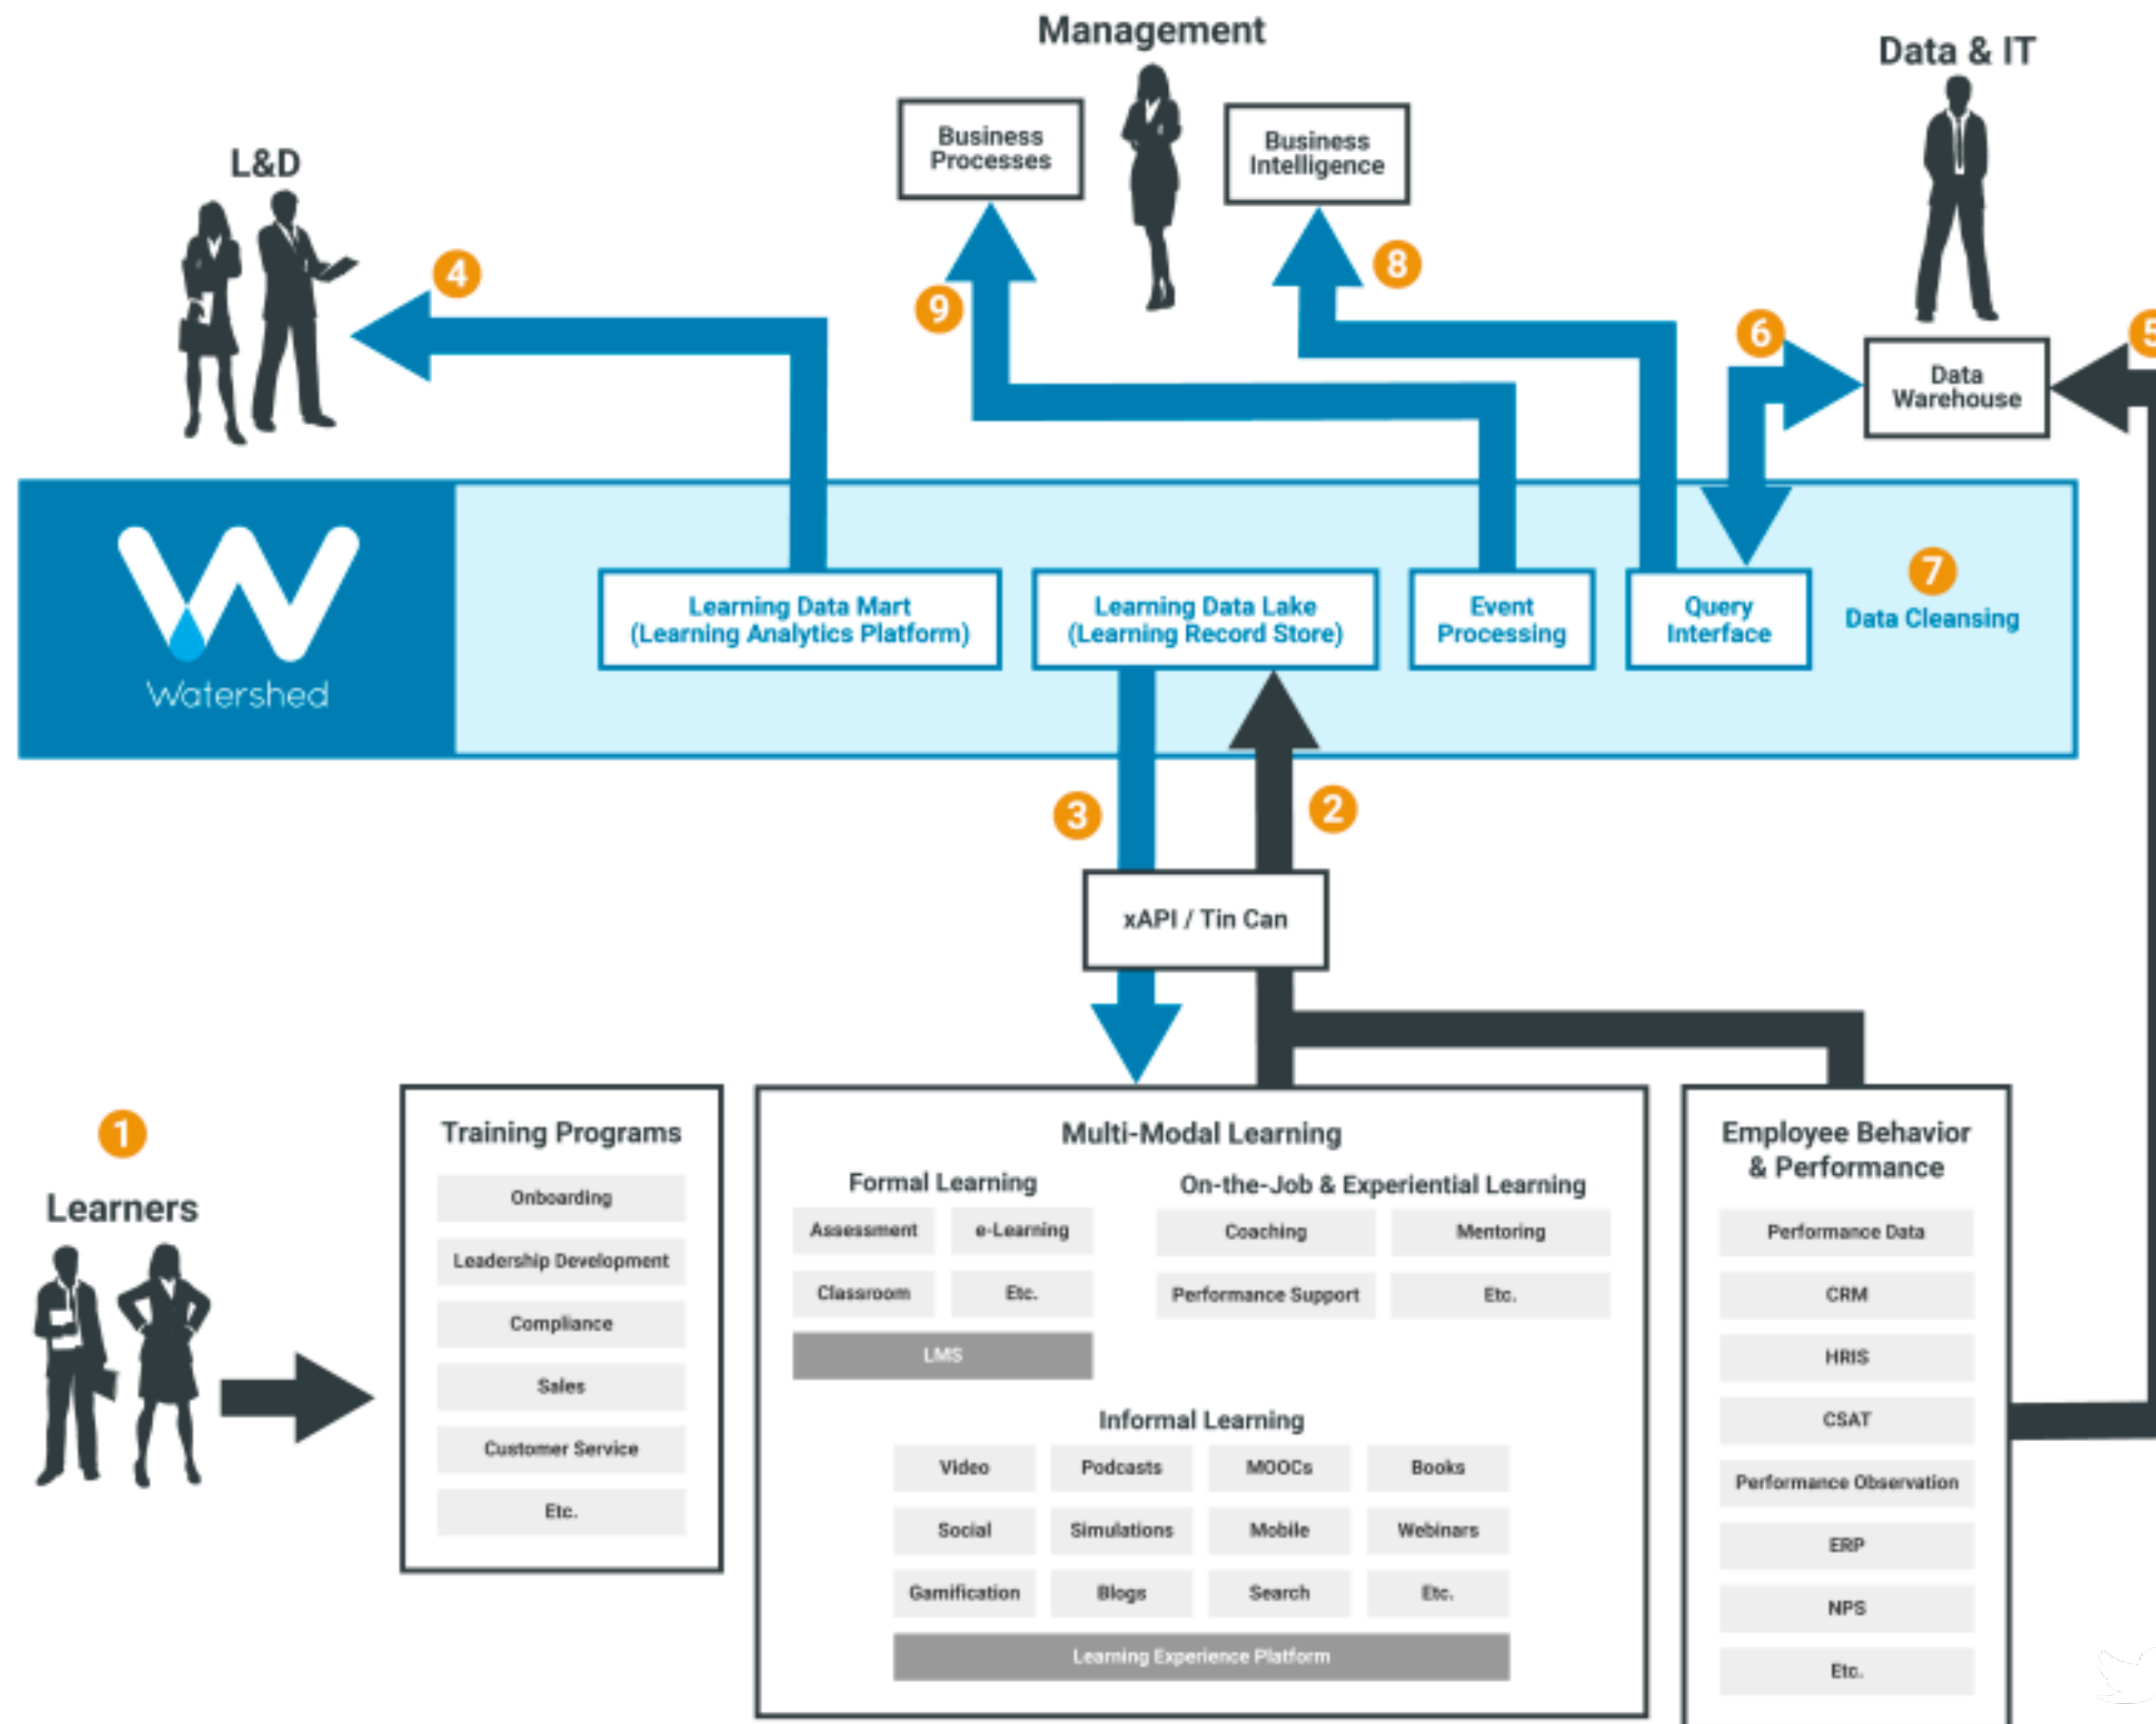 Management
Data & IT
Business
Processes
Business
Intelligence
L&D
4
9
8
6
5
Data
Warehouse
Watershed
Learning Data Mart
(Learning Analytics Platform)
Learning Data Lake
(Learning Record Store)
Event
Processing
Query
Interface
7
Data Cleansing
3
2
xAPI / Tin Can
1
Learners
Training Programs
Onboarding
Leadership Development
Compliance
Sales
Customer Service
Etc.
Multi-Modal Learning
Formal Learning
Assessment
e-Learning
Classroom
Etc.
LMS
On-the-Job & Experiential Learning
Coaching
Mentoring
Performance Support
Etc.
Informal Learning
Video
Podcasts
MOOCs
Books
Social
Simulations
Mobile
Webinars
Gamification
Blogs
Search
Etc.
Learning Experience Platform
Employee Behavior
& Performance
Performance Data
CRM
HRIS
CSAT
Performance Observation
ERP
NPS
Etc.